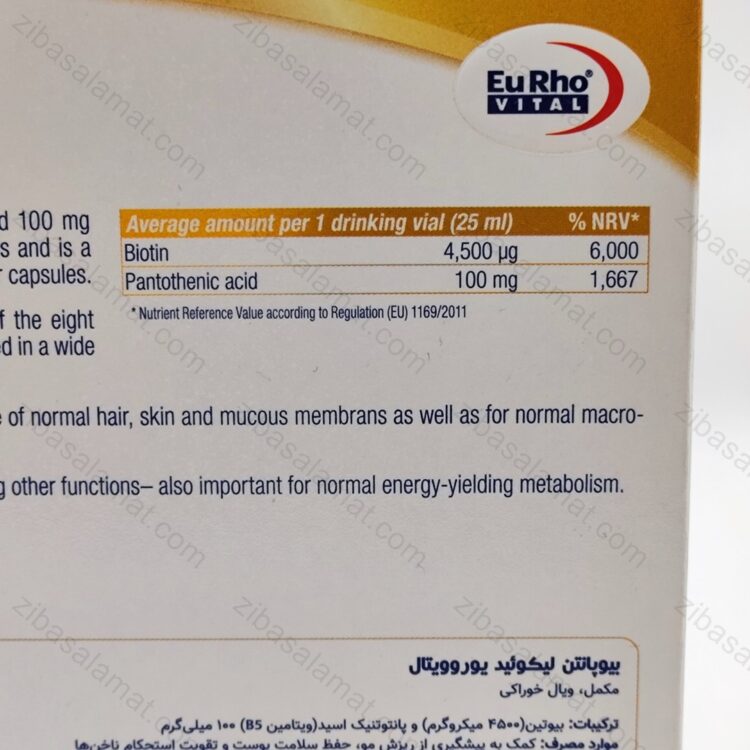 EuRho®
VITAL
d 100 mg
s and is a
capsules.
Average amount per 1 drinking vial (25 ml) % NRV*
Biotin 4,500 µg 6,000
Pantothenic acid 100 mg 1,667
* Nutrient Reference Value according to Regulation (EU) 1169/2011
f the eight
ed in a wide
e of normal hair, skin and mucous membrans as well as for normal macro-
g other functions– also important for normal energy-yielding metabolism.
بیوپانتن لیکوئید یوروویتال
مکمل، ویال خوراکی
ترکیبات: بیوتین(۴۵۰۰ میکروگرم) و پانتوتنیک اسید(ویتامین B5) ۱۰۰ میلی‌گرم
موارد مصرف: کمک به پیشگیری از ریزش مو، حفظ سلامت پوست و تقویت استحکام ناخن‌ها
zibasalamat.com